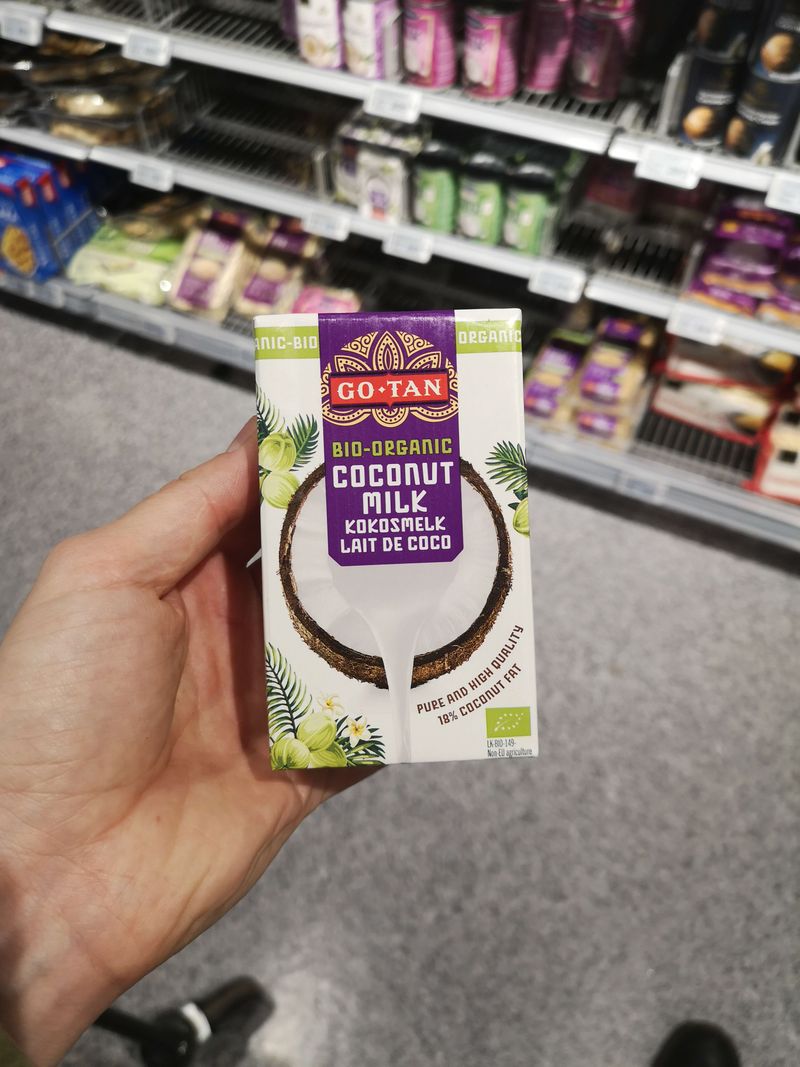 ANIC-BIO
ORGANIC
GO·TAN
BIO-ORGANIC
COCONUT
MILK
KOKOSMELK
LAIT DE COCO
PURE AND HIGH QUALITY
18% COCONUT FAT
LK-BIO-149-
Non-EU agriculture